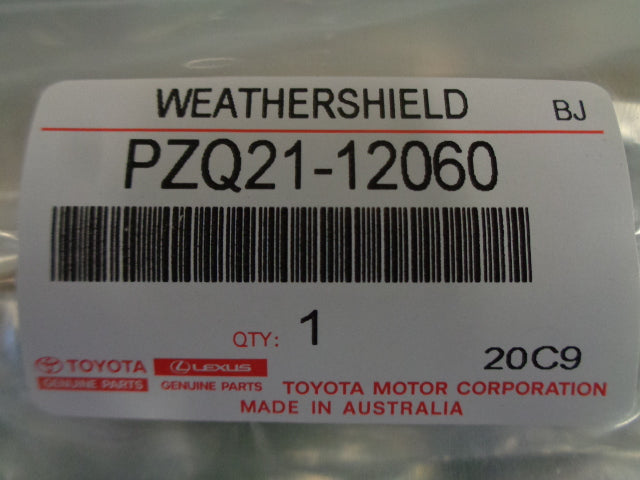 WEATHERSHIELD BJ
PZQ21-12060
QTY: 1
20C9
TOYOTA LEXUS
GENUINE PARTS GENUINE PARTS TOYOTA MOTOR CORPORATION
MADE IN AUSTRALIA